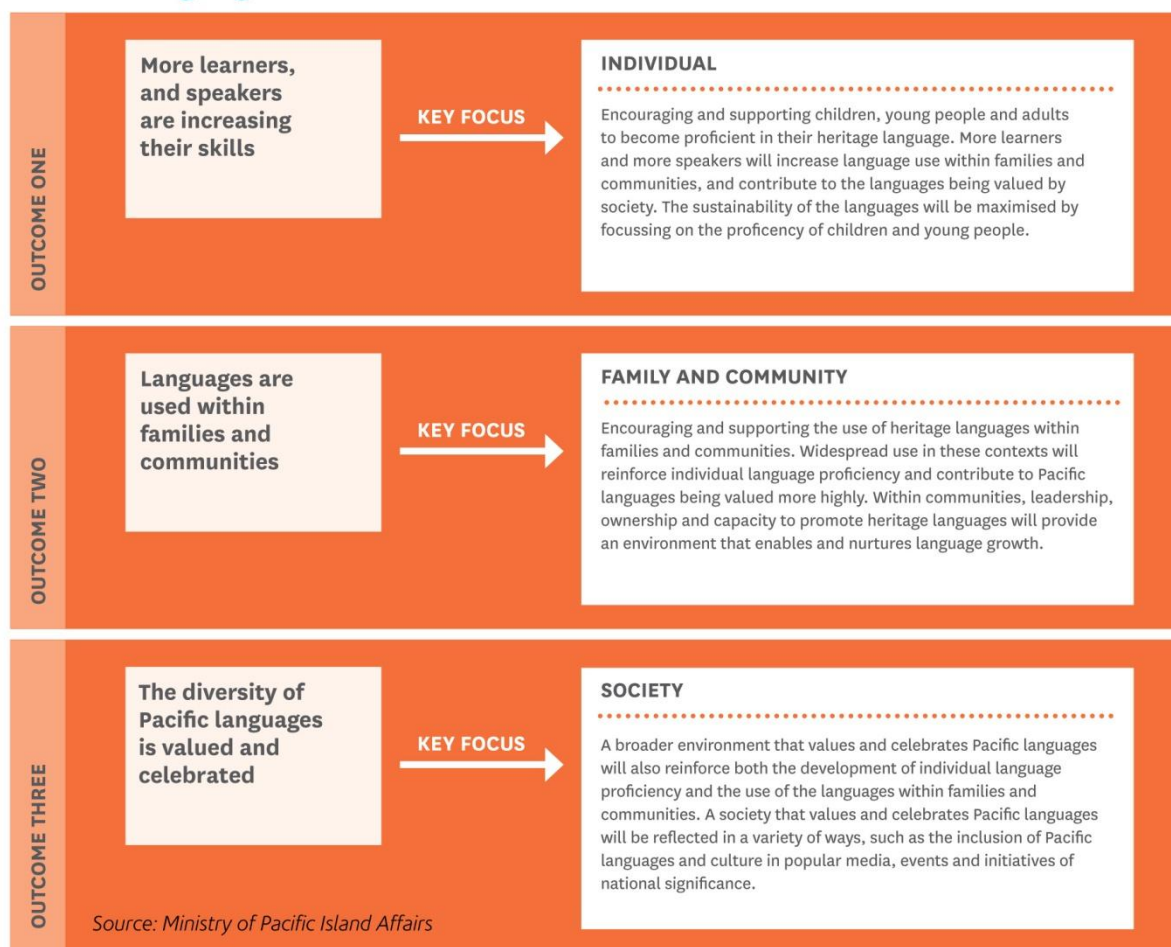 OUTCOME ONE
More learners,
and speakers
are increasing
their skills
KEY FOCUS
INDIVIDUAL
Encouraging and supporting children, young people and adults
to become proficient in their heritage language. More learners
and more speakers will increase language use within families and
communities, and contribute to the languages being valued by
society. The sustainability of the languages will be maximised by
focussing on the proficency of children and young people.
OUTCOME TWO
Languages are
used within
families and
communities
KEY FOCUS
FAMILY AND COMMUNITY
Encouraging and supporting the use of heritage languages within
families and communities. Widespread use in these contexts will
reinforce individual language proficiency and contribute to Pacific
languages being valued more highly. Within communities, leadership,
ownership and capacity to promote heritage languages will provide
an environment that enables and nurtures language growth.
OUTCOME THREE
The diversity of
Pacific languages
is valued and
celebrated
KEY FOCUS
SOCIETY
A broader environment that values and celebrates Pacific languages
will also reinforce both the development of individual language
proficiency and the use of the languages within families and
communities. A society that values and celebrates Pacific languages
will be reflected in a variety of ways, such as the inclusion of Pacific
languages and culture in popular media, events and initiatives of
national significance.
Source: Ministry of Pacific Island Affairs